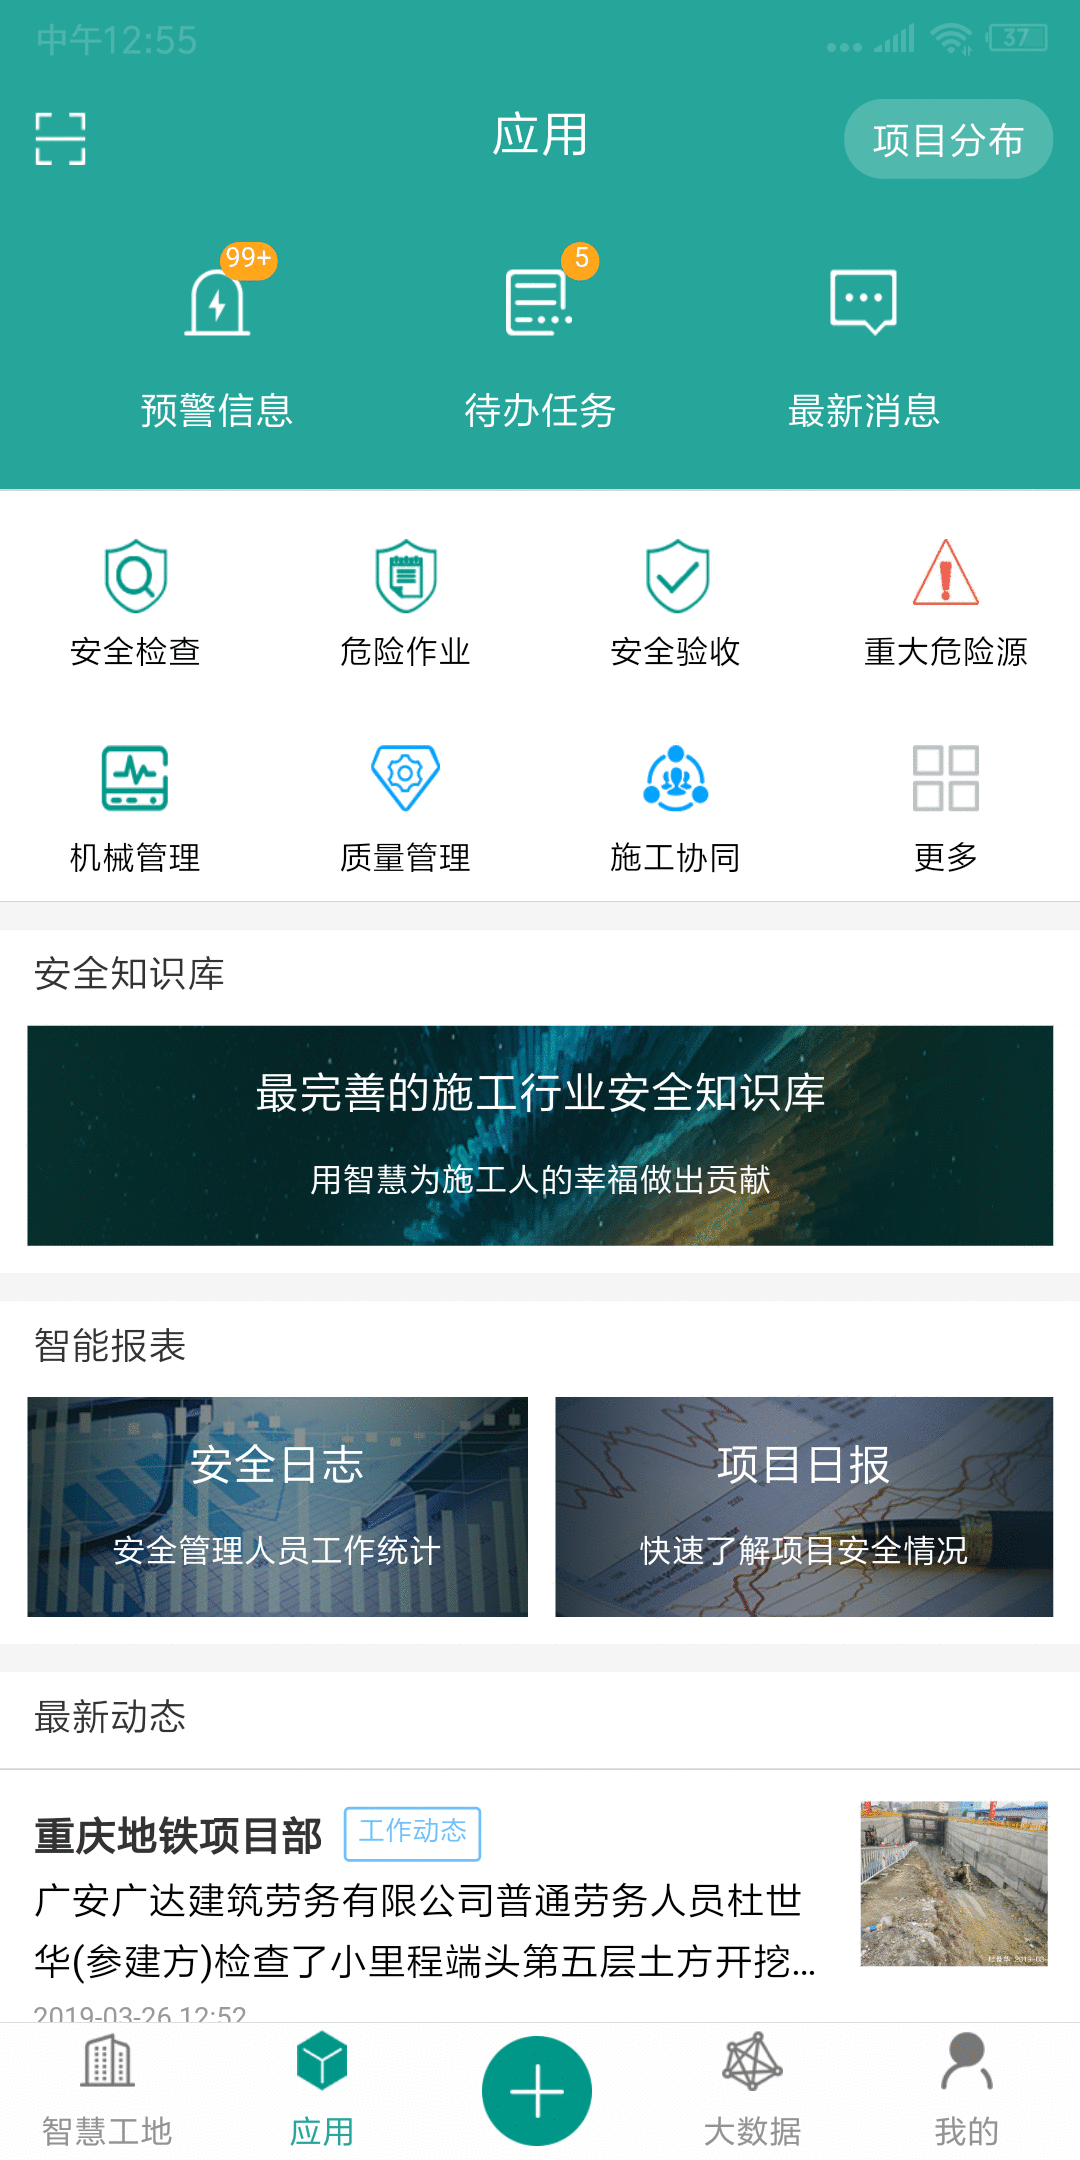 中午12:55
37
应用
项目分布
99+
5
预警信息
待办任务
最新消息
安全检查
危险作业
安全验收
重大危险源
机械管理
质量管理
施工协同
更多
安全知识库
最完善的施工行业安全知识库
用智慧为施工人的幸福做出贡献
智能报表
安全日志
项目日报
安全管理人员工作统计
快速了解项目安全情况
最新动态
重庆地铁项目部
工作动态
广安广达建筑劳务有限公司普通劳务人员杜世
华(参建方)检查了小里程端头第五层土方开挖...
2019-03-26 12:52
智慧工地
应用
大数据
我的